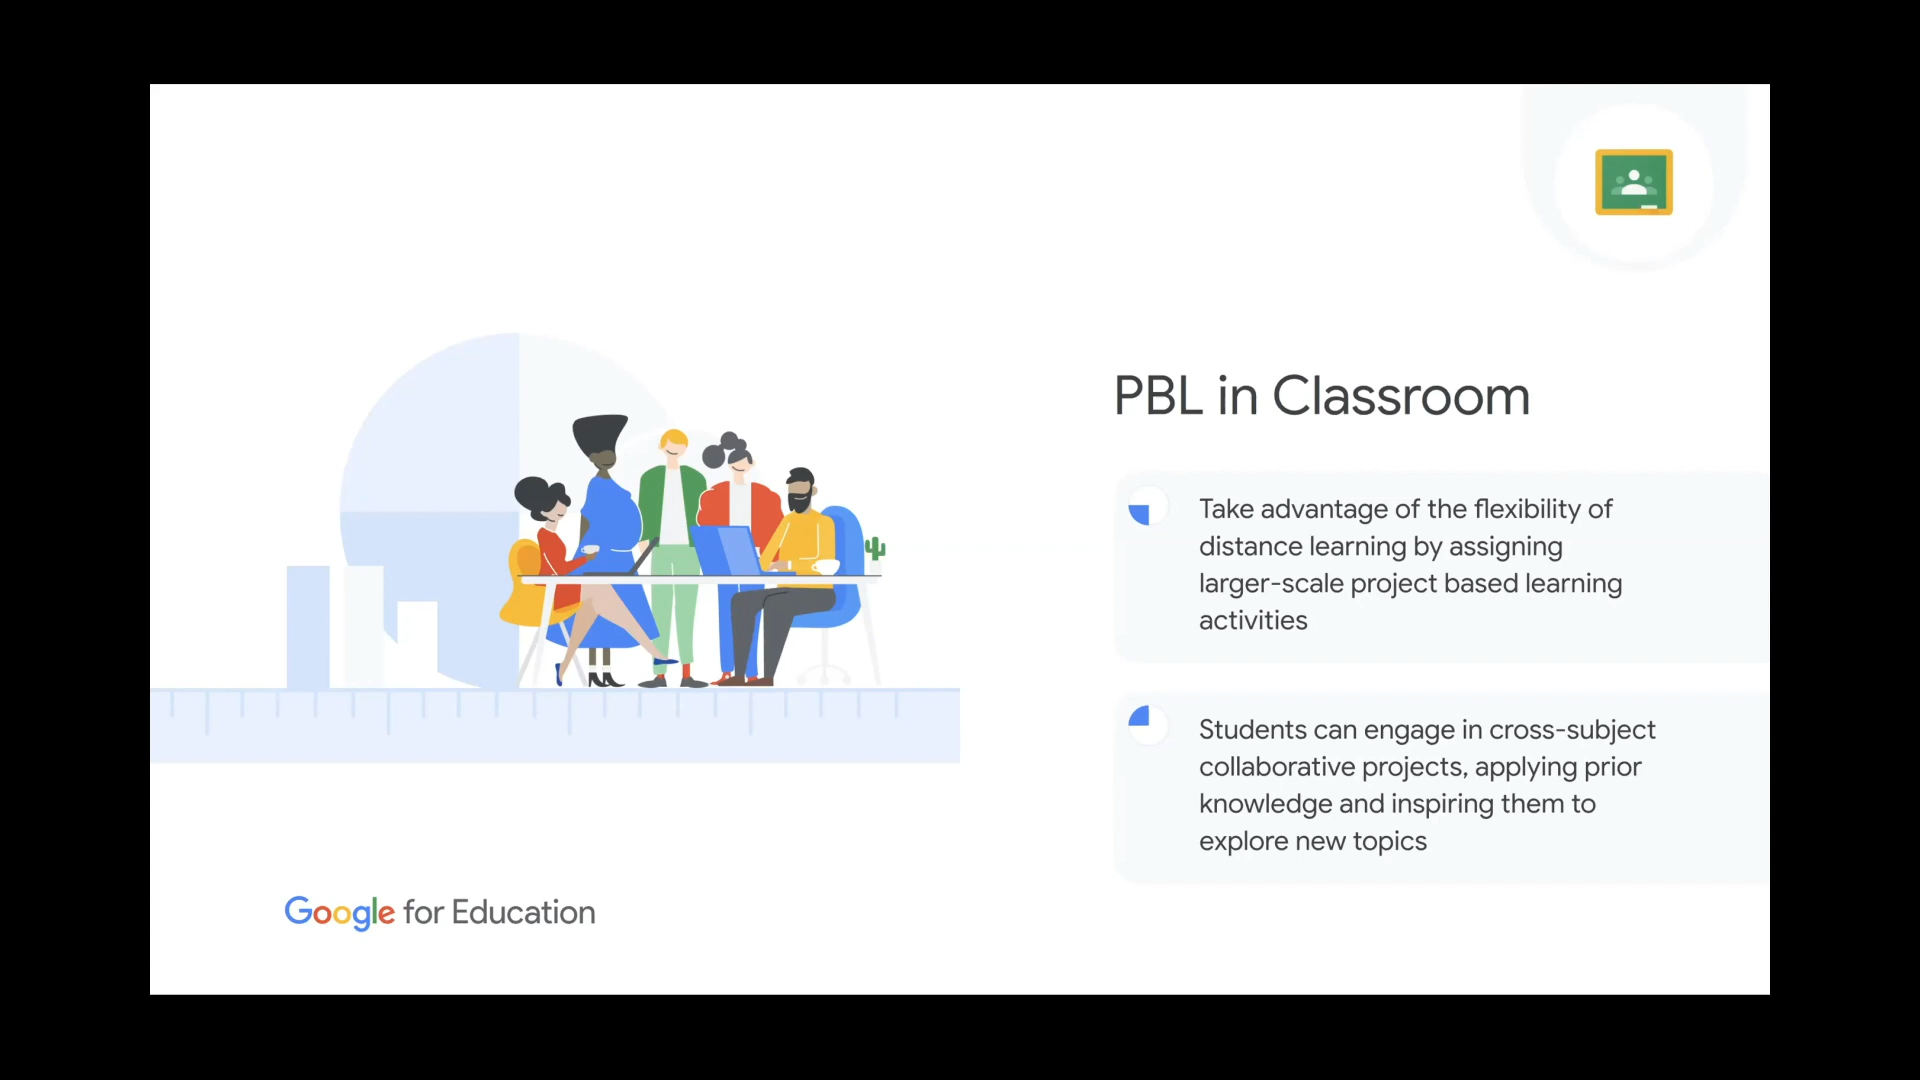 PBL in Classroom
Take advantage of the flexibility of
distance learning by assigning
larger-scale project based learning
activities
Students can engage in cross-subject
collaborative projects, applying prior
knowledge and inspiring them to
explore new topics
Google for Education